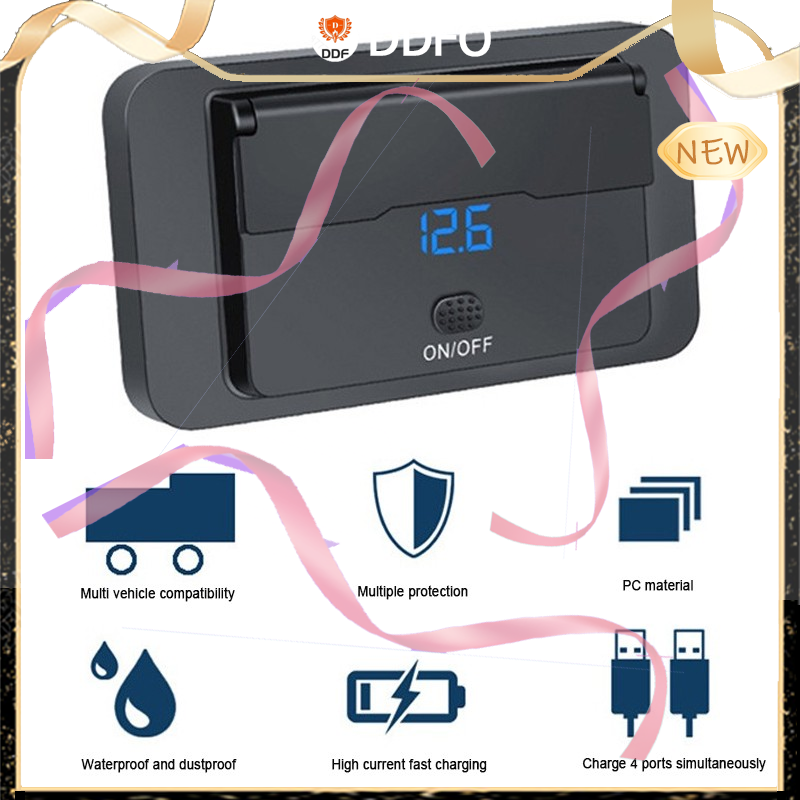 DDF
DDFO
NEW
12.6
ON/OFF
Multi vehicle compatibility
Multiple protection
PC material
Waterproof and dustproof
High current fast charging
Charge 4 ports simultaneously